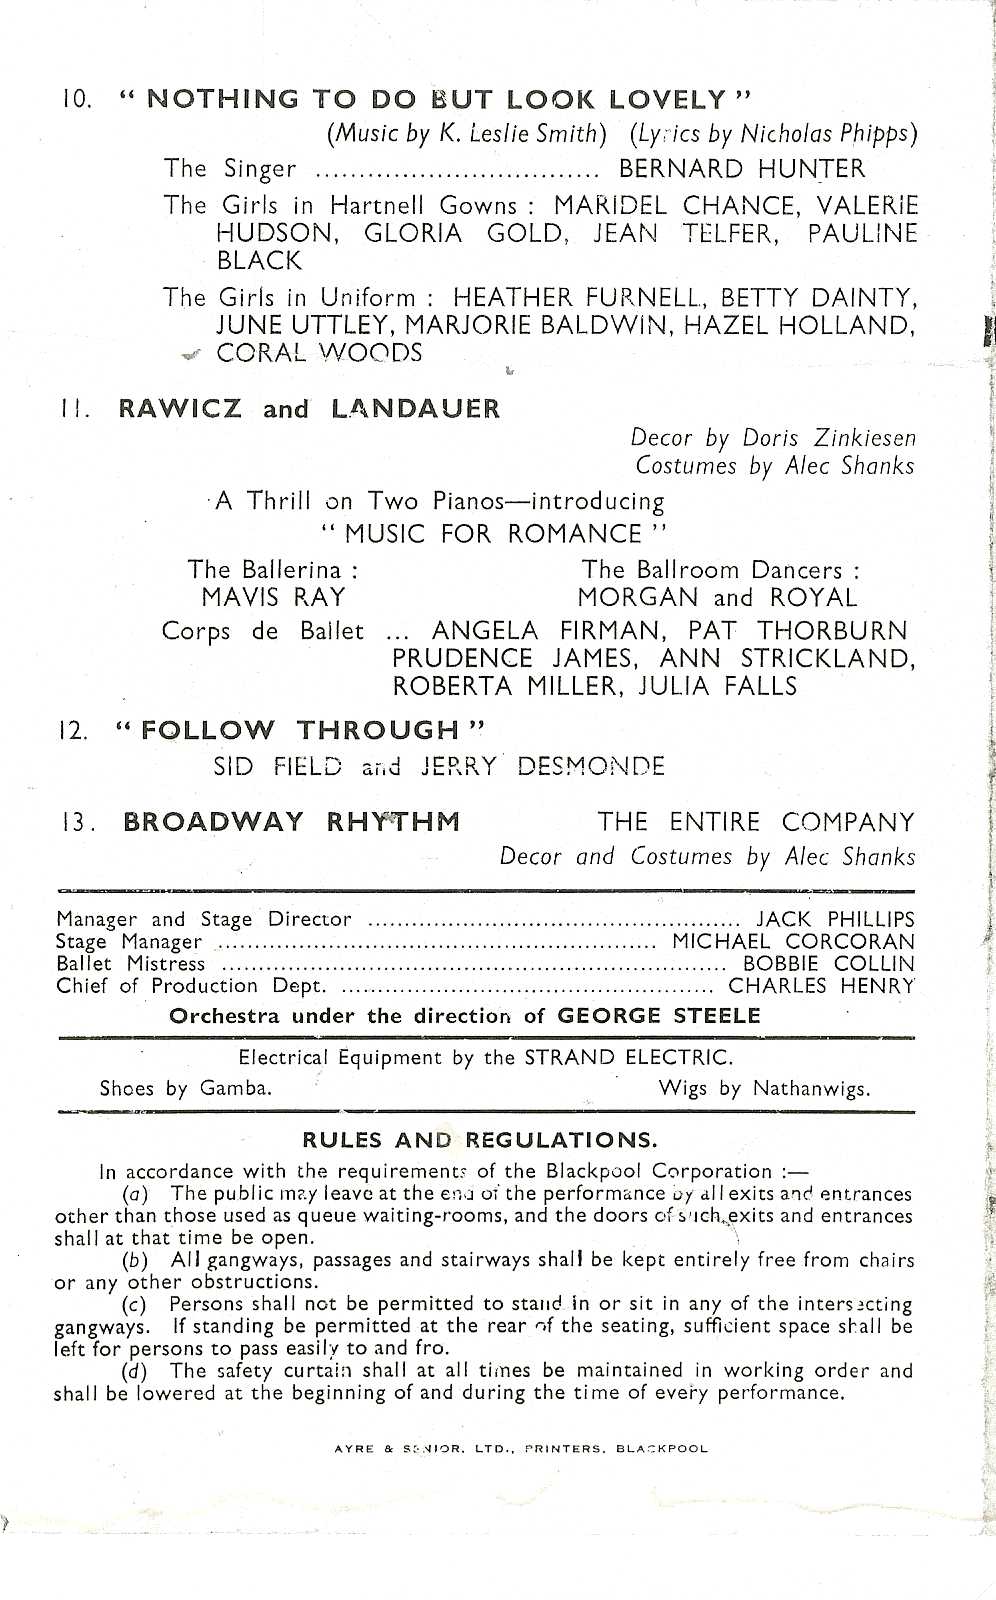 10. “ NOTHING TO DO BUT LOOK LOVELY ”
(Music by K. Leslie Smith) (Lyrics by Nicholas Phipps)
The Singer ................................. BERNARD HUNTER
The Girls in Hartnell Gowns : MARIDEL CHANCE, VALERIE
HUDSON, GLORIA GOLD, JEAN TELFER, PAULINE
BLACK
The Girls in Uniform : HEATHER FURNELL, BETTY DAINTY,
JUNE UTTLEY, MARJORIE BALDWIN, HAZEL HOLLAND,
CORAL WOODS
11. RAWICZ and LANDAUER
Decor by Doris Zinkiesen
Costumes by Alec Shanks
A Thrill on Two Pianos—introducing
“ MUSIC FOR ROMANCE ”
The Ballerina : The Ballroom Dancers :
MAVIS RAY MORGAN and ROYAL
Corps de Ballet ... ANGELA FIRMAN, PAT THORBURN
PRUDENCE JAMES, ANN STRICKLAND,
ROBERTA MILLER, JULIA FALLS
12. “ FOLLOW THROUGH ”
SID FIELD and JERRY DESMONDE
13. BROADWAY RHYTHM THE ENTIRE COMPANY
Decor and Costumes by Alec Shanks
Manager and Stage Director .................................................. JACK PHILLIPS
Stage Manager ............................................................ MICHAEL CORCORAN
Ballet Mistress ..................................................................... BOBBIE COLLIN
Chief of Production Dept. ................................................... CHARLES HENRY
Orchestra under the direction of GEORGE STEELE
Electrical Equipment by the STRAND ELECTRIC.
Shoes by Gamba. Wigs by Nathanwigs.
RULES AND REGULATIONS.
In accordance with the requirements of the Blackpool Corporation :—
(a) The public may leave at the end of the performance by all exits and entrances
other than those used as queue waiting-rooms, and the doors of such exits and entrances
shall at that time be open.
(b) All gangways, passages and stairways shall be kept entirely free from chairs
or any other obstructions.
(c) Persons shall not be permitted to stand in or sit in any of the intersecting
gangways. If standing be permitted at the rear of the seating, sufficient space shall be
left for persons to pass easily to and fro.
(d) The safety curtain shall at all times be maintained in working order and
shall be lowered at the beginning of and during the time of every performance.
AYRE & SENIOR, LTD., PRINTERS, BLACKPOOL